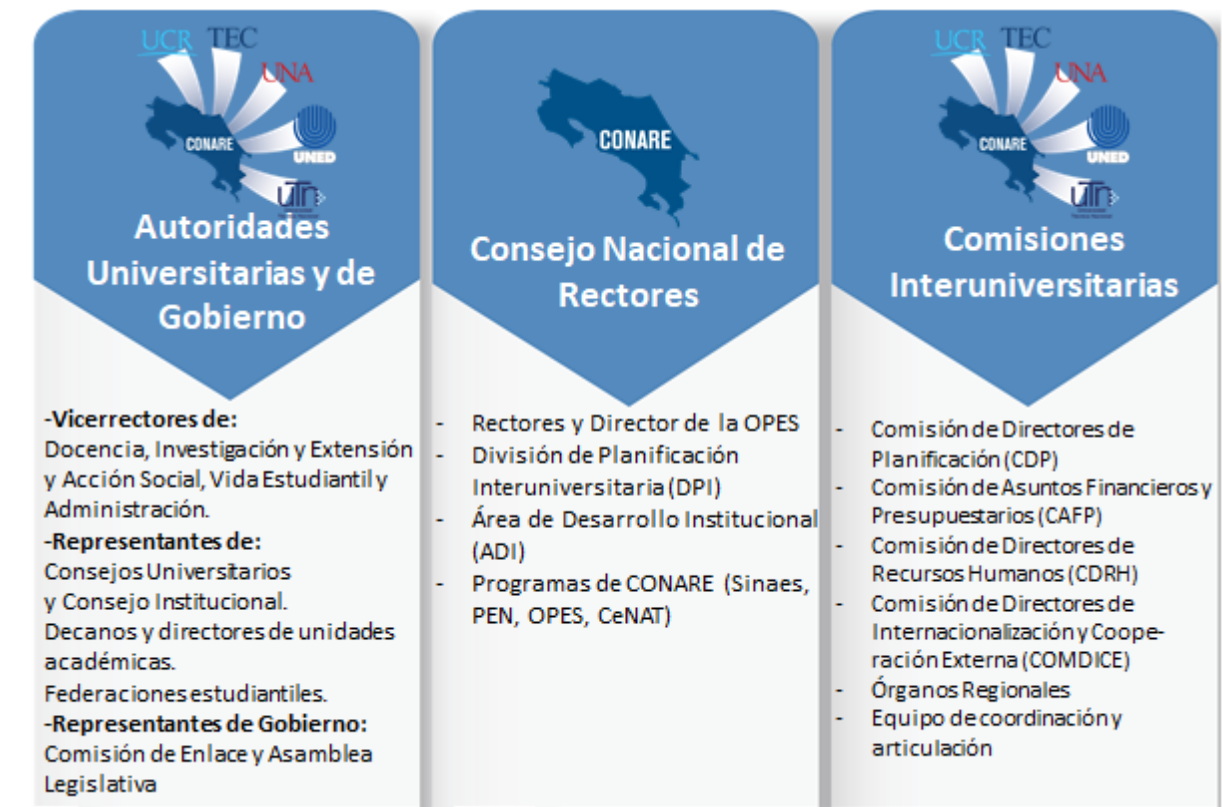 UCR TEC
UNA
CONARE
UNED
UTN
Autoridades
Universitarias y de
Gobierno
-Vicerrectores de:
Docencia, Investigación y Extensión
y Acción Social, Vida Estudiantil y
Administración.
-Representantes de:
Consejos Universitarios
y Consejo Institucional.
Decanos y directores de unidades
académicas.
Federaciones estudiantiles.
-Representantes de Gobierno:
Comisión de Enlace y Asamblea
Legislativa
CONARE
Consejo Nacional de
Rectores
- Rectores y Director de la OPES
- División de Planificación
Interuniversitaria (DPI)
- Área de Desarrollo Institucional
(ADI)
- Programas de CONARE (Sinaes,
PEN, OPES, CeNAT)
UCR TEC
UNA
CONARE
UNED
UTN
Comisiones
Interuniversitarias
- Comisión de Directores de
Planificación (CDP)
- Comisión de Asuntos Financieros y
Presupuestarios (CAFP)
- Comisión de Directores de
Recursos Humanos (CDRH)
- Comisión de Directores de
Internacionalización y Coope-
ración Externa (COMDICE)
- Órganos Regionales
- Equipo de coordinación y
articulación